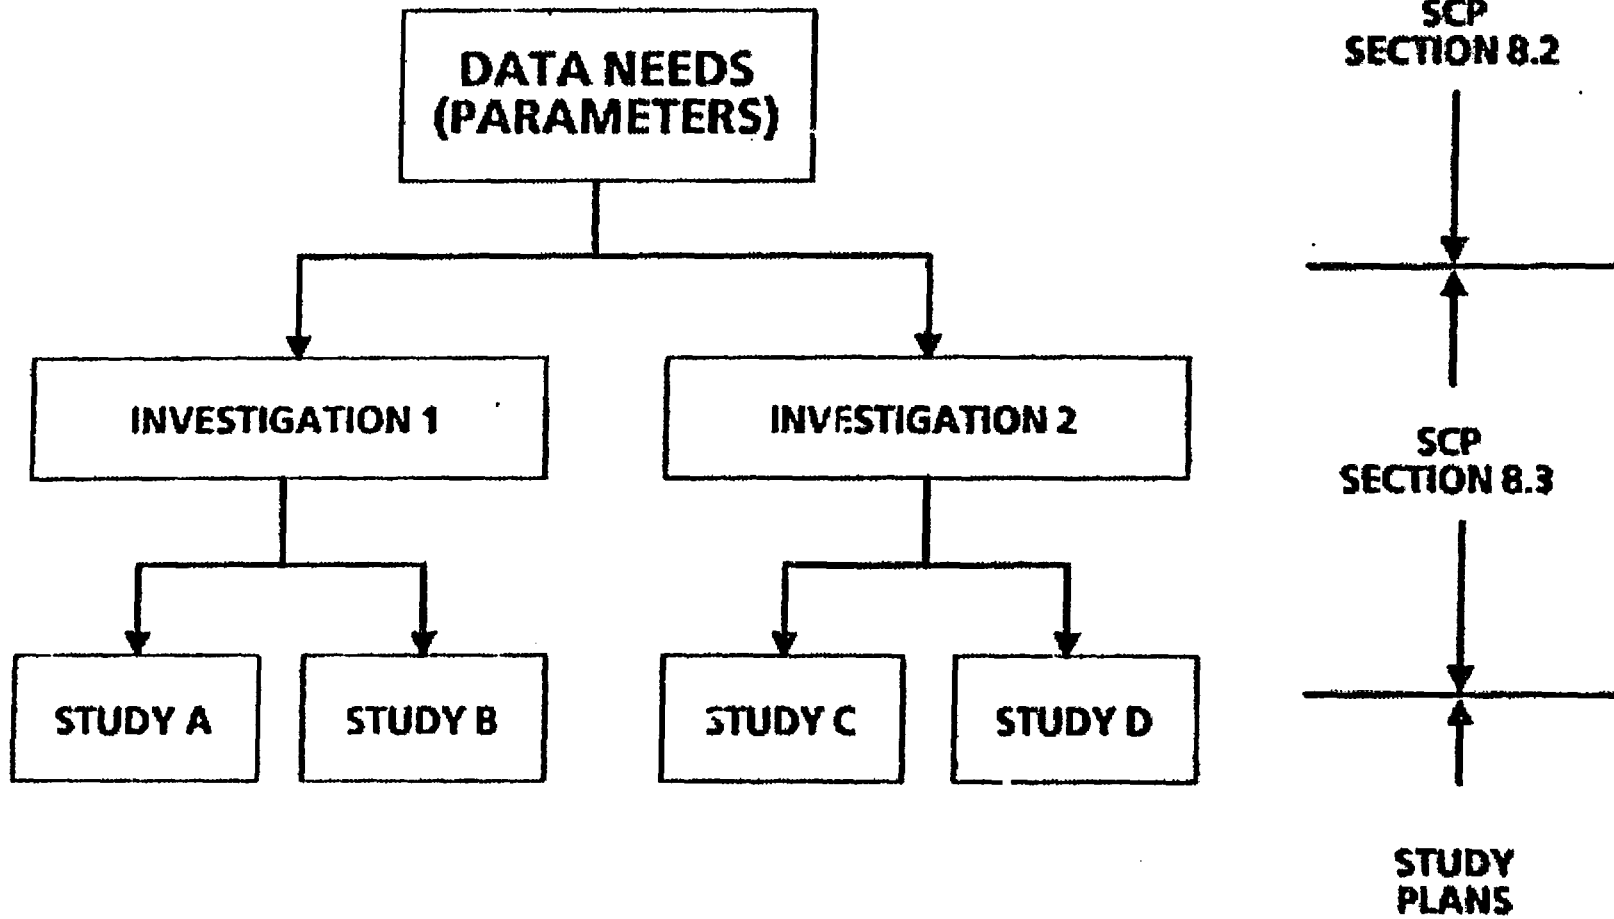 DATA NEEDS
(PARAMETERS)
SCP
SECTION 8.2
INVESTIGATION 1
INVESTIGATION 2
SCP
SECTION 8.3
STUDY A
STUDY B
STUDY C
STUDY D
STUDY
PLANS